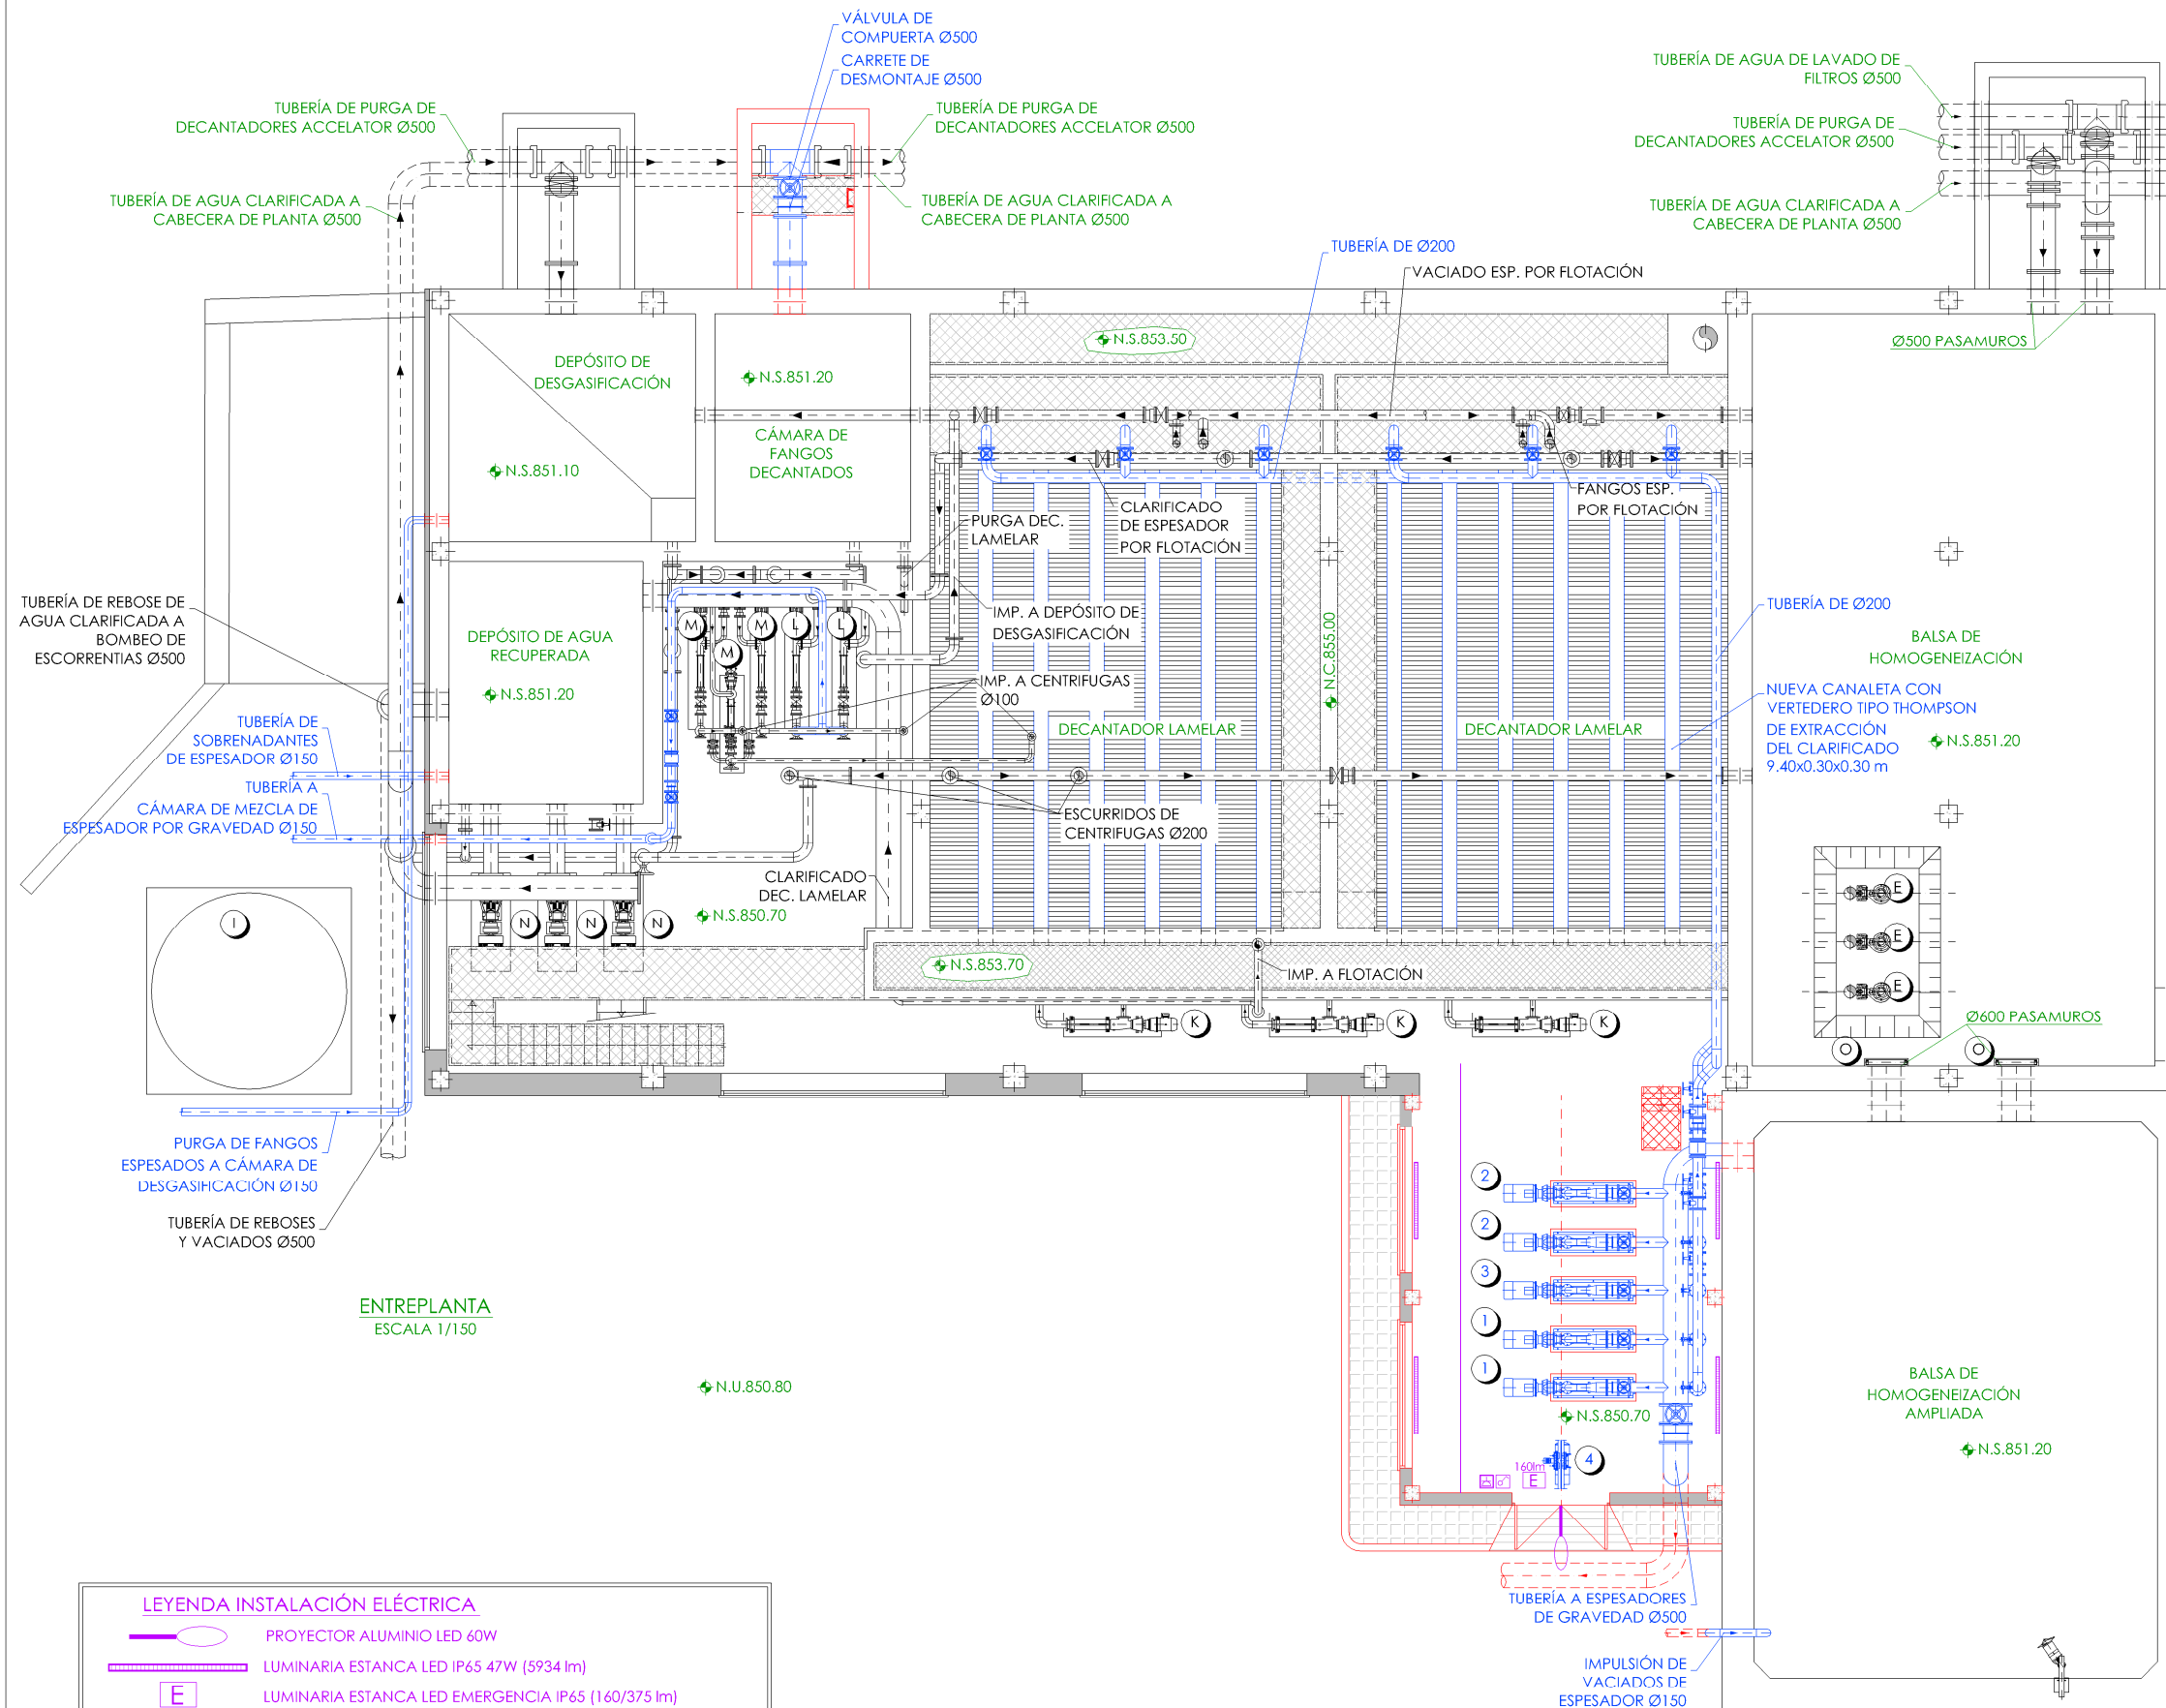 VÁLVULA DE
COMPUERTA Ø500
CARRETE DE
DESMONTAJE Ø500
TUBERÍA DE PURGA DE
DECANTADORES ACCELATOR Ø500
TUBERÍA DE PURGA DE
DECANTADORES ACCELATOR Ø500
TUBERÍA DE AGUA CLARIFICADA A
CABECERA DE PLANTA Ø500
TUBERÍA DE AGUA CLARIFICADA A
CABECERA DE PLANTA Ø500
TUBERÍA DE AGUA DE LAVADO DE
FILTROS Ø500
TUBERÍA DE PURGA DE
DECANTADORES ACCELATOR Ø500
TUBERÍA DE AGUA CLARIFICADA A
CABECERA DE PLANTA Ø500
TUBERÍA DE Ø200
VACIADO ESP. POR FLOTACIÓN
Ø500 PASAMUROS
N.S.853.50
DEPÓSITO DE
DESGASIFICACIÓN
N.S.851.10
N.S.851.20
CÁMARA DE
FANGOS
DECANTADOS
PURGA DEC.
LAMELAR
CLARIFICADO
DE ESPESADOR
POR FLOTACIÓN
FANGOS ESP.
POR FLOTACIÓN
TUBERÍA DE REBOSE DE
AGUA CLARIFICADA A
BOMBEO DE
ESCORRENTIAS Ø500
DEPÓSITO DE AGUA
RECUPERADA
N.S.851.20
M
M
L
L
M
IMP. A DEPÓSITO DE
DESGASIFICACIÓN
IMP. A CENTRIFUGAS
Ø100
N.C.855.00
DECANTADOR LAMELAR
DECANTADOR LAMELAR
TUBERÍA DE Ø200
BALSA DE
HOMOGENEIZACIÓN
NUEVA CANALETA CON
VERTEDERO TIPO THOMPSON
DE EXTRACCIÓN
DEL CLARIFICADO
9.40x0.30x0.30 m
N.S.851.20
TUBERÍA DE
SOBRENADANTES
DE ESPESADOR Ø150
TUBERÍA A
CÁMARA DE MEZCLA DE
ESPESADOR POR GRAVEDAD Ø150
ESCURRIDOS DE
CENTRIFUGAS Ø200
CLARIFICADO
DEC. LAMELAR
N.S.850.70
I
N
N
N
N.S.853.70
IMP. A FLOTACIÓN
K
K
K
E
E
E
Ø600 PASAMUROS
O
O
PURGA DE FANGOS
ESPESADOS A CÁMARA DE
DESGASIFICACIÓN Ø150
TUBERÍA DE REBOSES
Y VACIADOS Ø500
2
2
3
1
1
N.S.850.70
4
160lm
E
ENTREPLANTA
ESCALA 1/150
N.U.850.80
BALSA DE
HOMOGENEIZACIÓN
AMPLIADA
N.S.851.20
TUBERÍA A ESPESADORES
DE GRAVEDAD Ø500
IMPULSIÓN DE
VACIADOS DE
ESPESADOR Ø150
LEYENDA INSTALACIÓN ELÉCTRICA
PROYECTOR ALUMINIO LED 60W
LUMINARIA ESTANCA LED IP65 47W (5934 lm)
E LUMINARIA ESTANCA LED EMERGENCIA IP65 (160/375 lm)